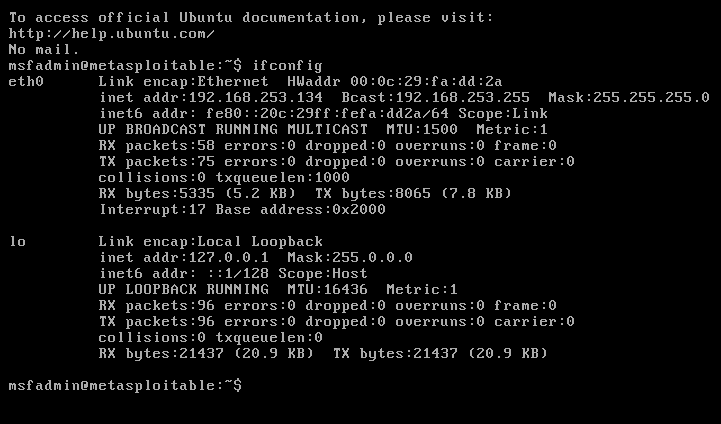 To access official Ubuntu documentation, please visit:
http://help.ubuntu.com/
No mail.
msfadmin@metasploitable:~$ ifconfig
eth0      Link encap:Ethernet  HWaddr 00:0c:29:fa:dd:2a
          inet addr:192.168.253.134  Bcast:192.168.253.255  Mask:255.255.255.0
          inet6 addr: fe80::20c:29ff:fefa:dd2a/64 Scope:Link
          UP BROADCAST RUNNING MULTICAST  MTU:1500  Metric:1
          RX packets:58 errors:0 dropped:0 overruns:0 frame:0
          TX packets:75 errors:0 dropped:0 overruns:0 carrier:0
          collisions:0 txqueuelen:1000
          RX bytes:5335 (5.2 KB)  TX bytes:8065 (7.8 KB)
          Interrupt:17 Base address:0x2000
lo        Link encap:Local Loopback
          inet addr:127.0.0.1  Mask:255.0.0.0
          inet6 addr: ::1/128 Scope:Host
          UP LOOPBACK RUNNING  MTU:16436  Metric:1
          RX packets:96 errors:0 dropped:0 overruns:0 frame:0
          TX packets:96 errors:0 dropped:0 overruns:0 carrier:0
          collisions:0 txqueuelen:0
          RX bytes:21437 (20.9 KB)  TX bytes:21437 (20.9 KB)
msfadmin@metasploitable:~$